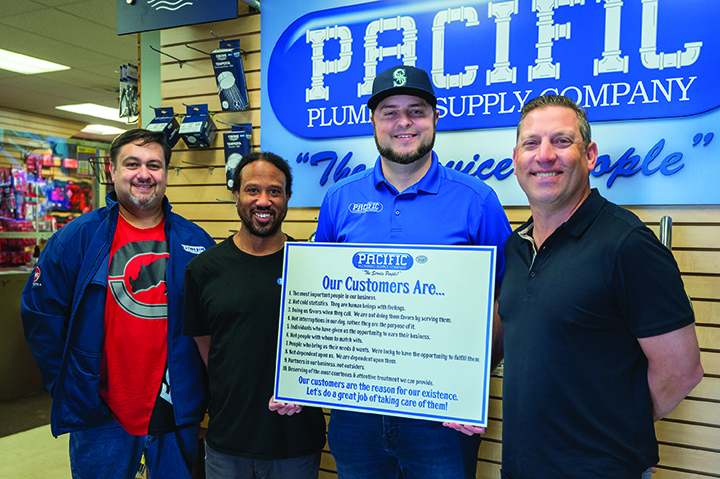 PACIFIC
PLUM SUPPLY COMPANY
"The Service People"
PACIFIC
PACIFIC
"The Service People"
Our Customers Are...
1. The most important people in our business.
2. Not cold statistics. They are human beings with feelings.
3. Doing us favors when they call. We are not doing them favors by serving them.
4. Not interruptions in our day, rather they are the purpose of it.
5. Individuals who have given us the opportunity to earn their business.
6. Not people with whom to match wits.
7. People who bring us their needs & wants. We're lucky to have the opportunity to fulfill them.
8. Not dependent upon us. We are dependent upon them.
9. Partners in our business, not outsiders.
10. Deserving of the most courteous & attentive treatment we can provide.
Our customers are the reason for our existence.
Let's do a great job of taking care of them!